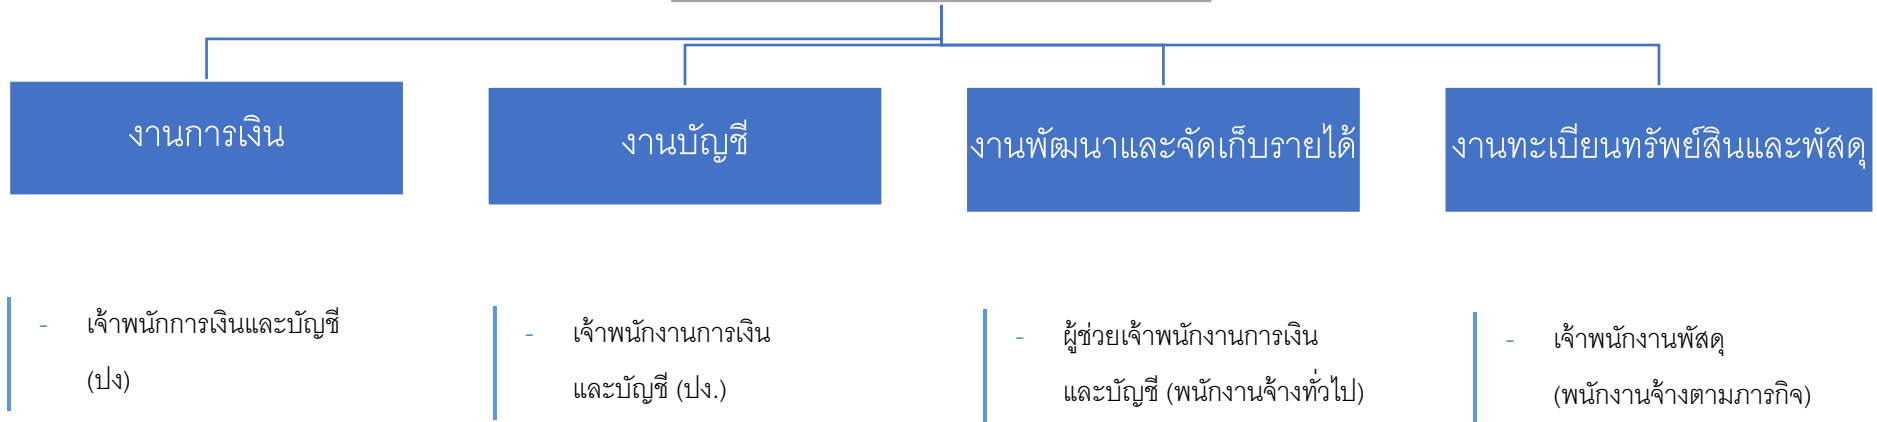 งานการเงิน
งานบัญชี
งานพัฒนาและจัดเก็บรายได้
งานทะเบียนทรัพย์สินและพัสดุ
- เจ้าพนักการเงินและบัญชี
(ปง)
- เจ้าพนักงานการเงิน
และบัญชี (ปง.)
- ผู้ช่วยเจ้าพนักงานการเงิน
และบัญชี (พนักงานจ้างทั่วไป)
- เจ้าพนักงานพัสดุ
(พนักงานจ้างตามภารกิจ)